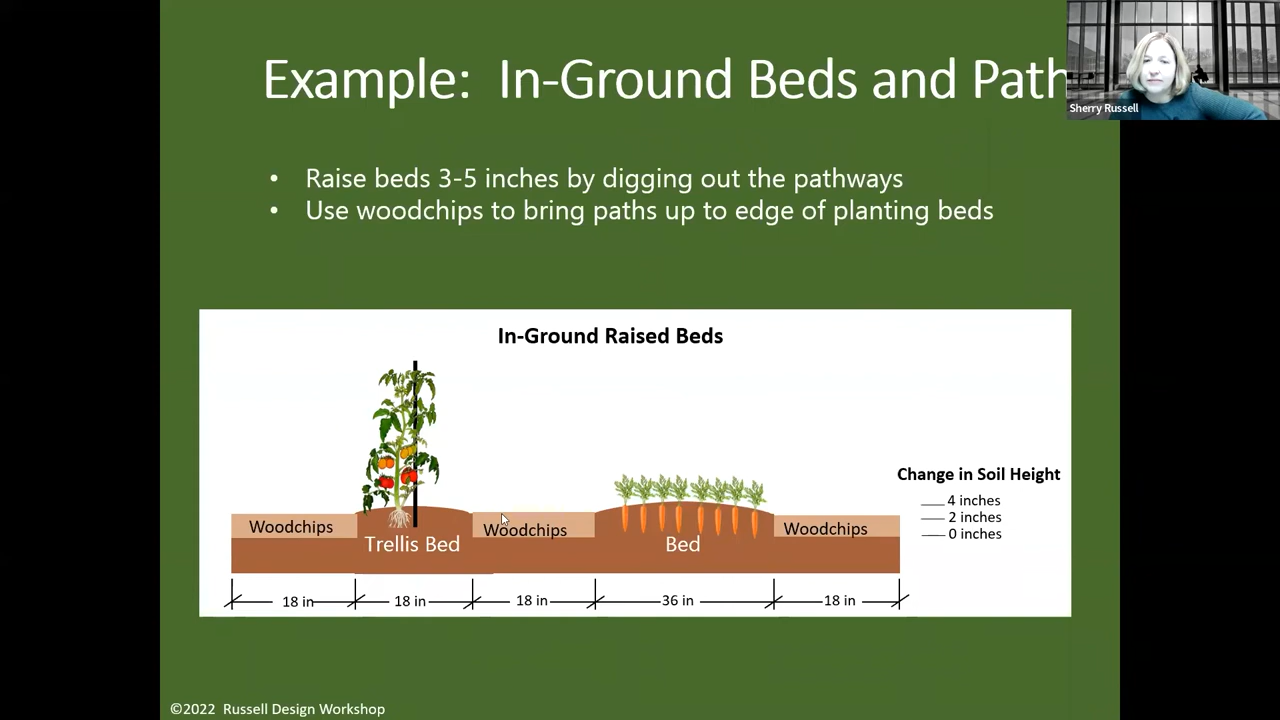 Example: In-Ground Beds and Path
Sherry Russell
• Raise beds 3-5 inches by digging out the pathways
• Use woodchips to bring paths up to edge of planting beds
In-Ground Raised Beds
Change in Soil Height
4 inches
2 inches
0 inches
Woodchips
Trellis Bed
Woodchips
Bed
Woodchips
18 in
18 in
18 in
36 in
18 in
©2022 Russell Design Workshop